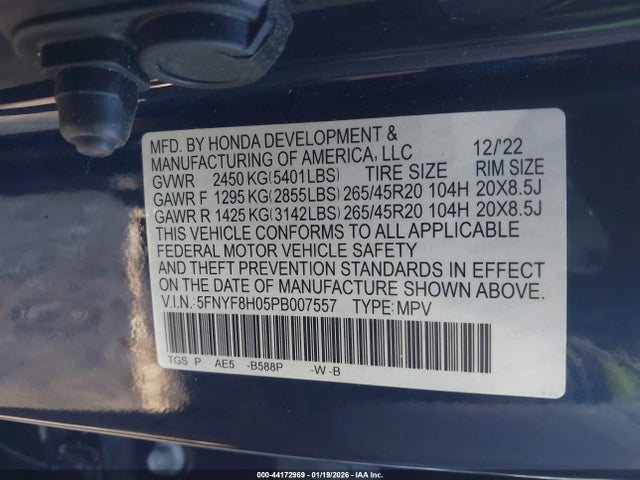 MFD. BY HONDA DEVELOPMENT &
MANUFACTURING OF AMERICA, LLC 12/'22
GVWR 2450 KG(5401LBS) TIRE SIZE RIM SIZE
GAWR F 1295 KG(2855LBS) 265/45R20 104H 20X8.5J
GAWR R 1425 KG(3142LBS) 265/45R20 104H 20X8.5J
THIS VEHICLE CONFORMS TO ALL APPLICABLE
FEDERAL MOTOR VEHICLE SAFETY
AND THEFT PREVENTION STANDARDS IN EFFECT
ON THE DATE OF MANUFACTURE SHOWN ABOVE.
V.I.N.: 5FNYF8H05PB007557 TYPE: MPV
TGS P AE5 -B588P -W -B
000-44172969 - 01/19/2026 - IAA Inc.